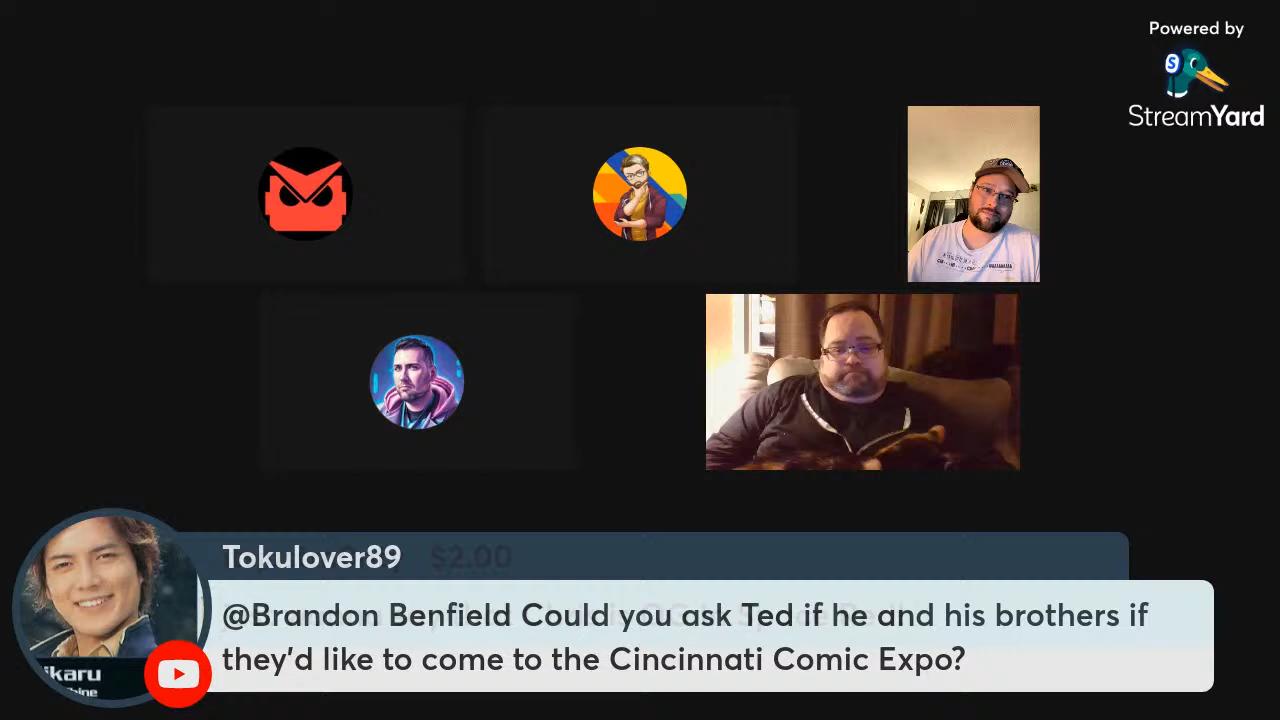 Powered by
StreamYard
Tokulover89
$2.00
@Brandon Benfield Could you ask Ted if he and his brothers if
they'd like to come to the Cincinnati Comic Expo?
ikaru